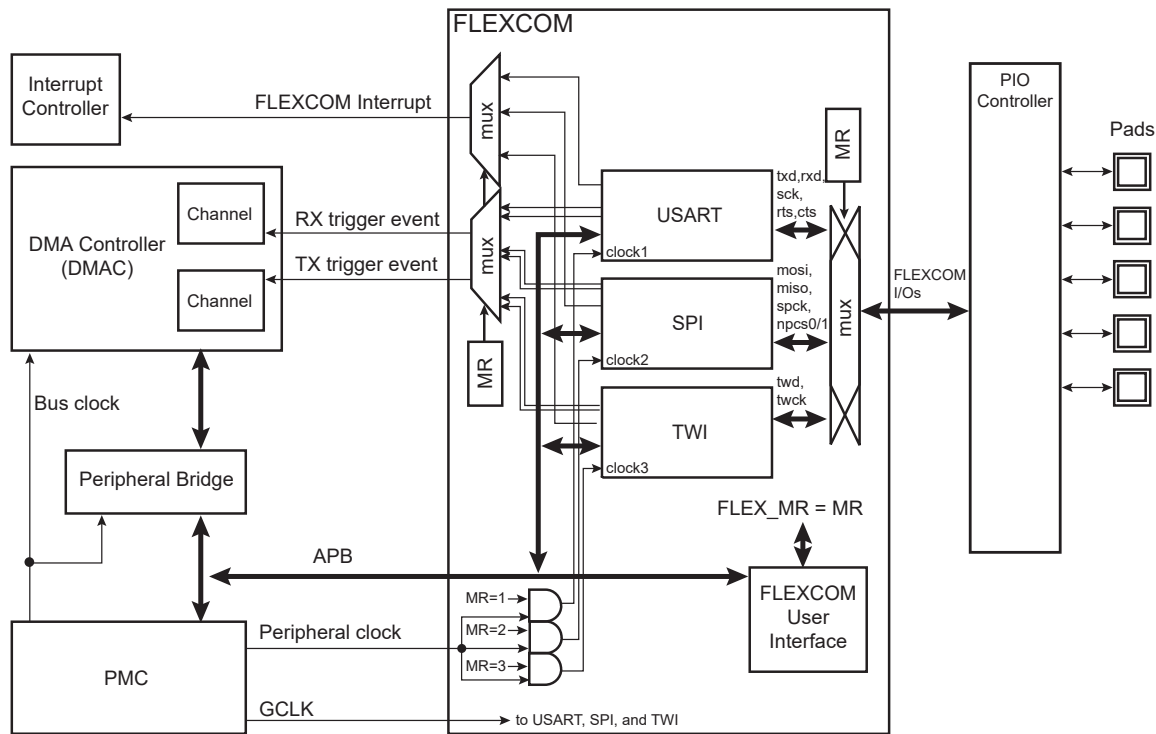 FLEXCOM
Interrupt
Controller
FLEXCOM Interrupt
mux
MR
PIO
Controller
Pads
DMA Controller
(DMAC)
Channel
Channel
RX trigger event
TX trigger event
mux
MR
USART
clock1
txd,rxd,
sck,
rts,cts
SPI
clock2
mosi,
miso,
spck,
npcs0/1
mux
FLEXCOM
I/Os
TWI
clock3
twd,
twck
Bus clock
Peripheral Bridge
FLEX_MR = MR
APB
FLEXCOM
User
Interface
MR=1
MR=2
MR=3
Peripheral clock
PMC
GCLK
to USART, SPI, and TWI